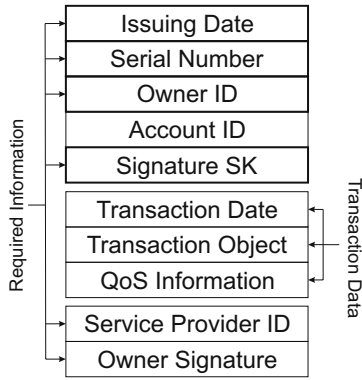 Issuing Date
Serial Number
Owner ID
Account ID
Signature SK
Transaction Date
Transaction Object
QoS Information
Service Provider ID
Owner Signature
Required Information
Transaction Data